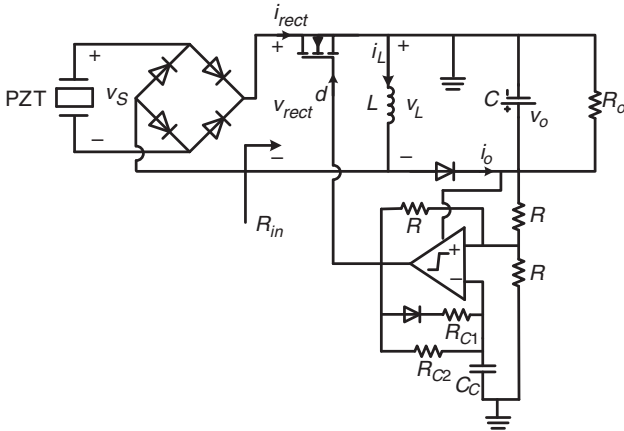 i_rect
+ + i_L +
PZT v_S v_rect d L v_L C + v_o R_o
− − − i_o
R_in R R
+
− R
R_C1
R_C2 C_C